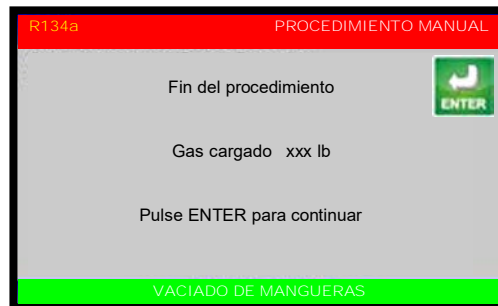 R134a PROCEDIMIENTO MANUAL
Fin del procedimiento
ENTER
Gas cargado xxx lb
Pulse ENTER para continuar
VACIADO DE MANGUERAS